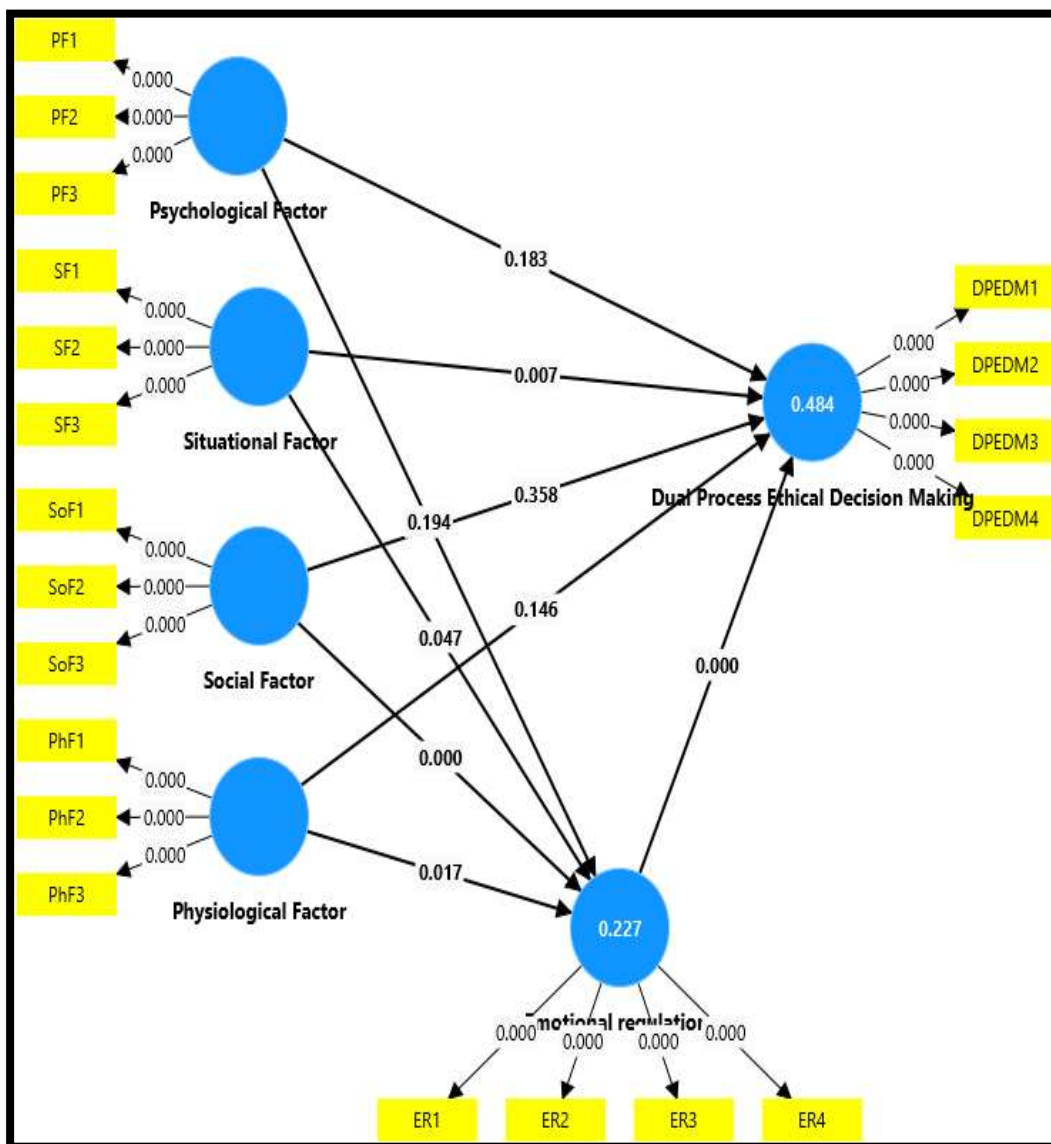 PF1
0.000
PF2
0.000
0.000
PF3
Psychological Factor
SF1
0.000
SF2
0.000
0.000
SF3
Situational Factor
SoF1
0.000
SoF2
0.000
0.000
SoF3
Social Factor
PhF1
0.000
PhF2
0.000
0.000
PhF3
Physiological Factor
0.183
0.007
0.358
0.146
0.194
0.047
0.000
0.017
0.000
0.484
Dual Process Ethical Decision Making
0.000
0.000
0.000
0.000
DPEDM1
DPEDM2
DPEDM3
DPEDM4
0.227
Emotional regulation
0.000
0.000
0.000
0.000
ER1
ER2
ER3
ER4